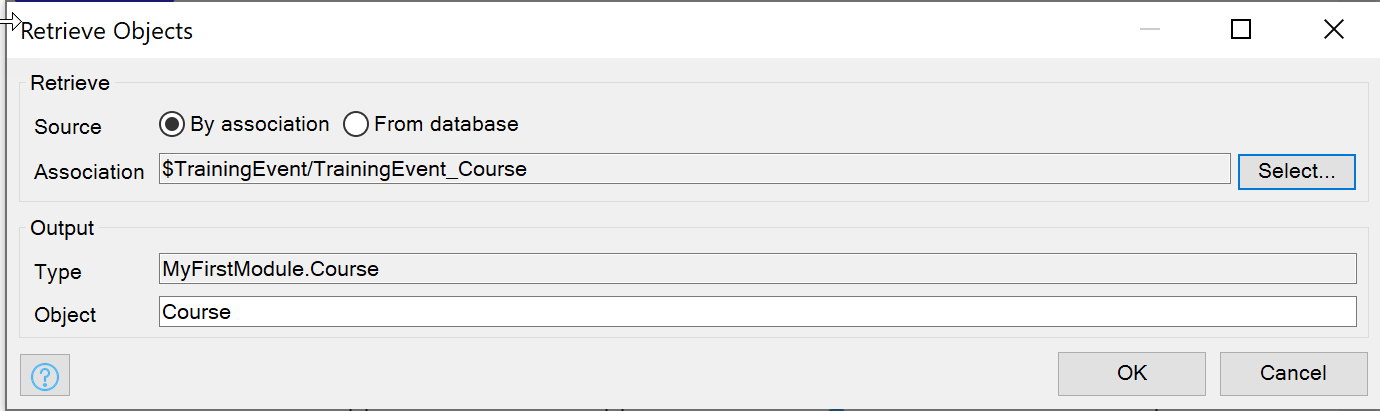 Retrieve Objects
Retrieve
Source By association From database
Association $TrainingEvent/TrainingEvent_Course Select...
Output
Type MyFirstModule.Course
Object Course
? OK Cancel